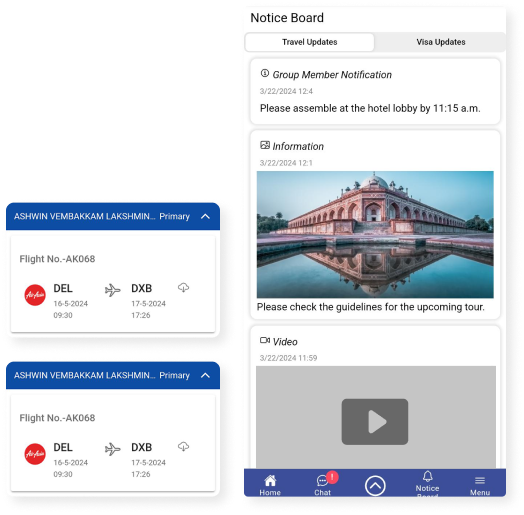 Notice Board
Travel Updates
Visa Updates
Group Member Notification
3/22/2024 12:4
Please assemble at the hotel lobby by 11:15 a.m.
Information
3/22/2024 12:1
Please check the guidelines for the upcoming tour.
Video
3/22/2024 11:59
Home
Chat
!
Notice
Board
Menu
ASHWIN VEMBAKKAM LAKSHMIN... Primary
Flight No.-AK068
AirAsia
DEL
DXB
16-5-2024
17-5-2024
09:30
17:26
ASHWIN VEMBAKKAM LAKSHMIN... Primary
Flight No.-AK068
AirAsia
DEL
DXB
16-5-2024
17-5-2024
09:30
17:26